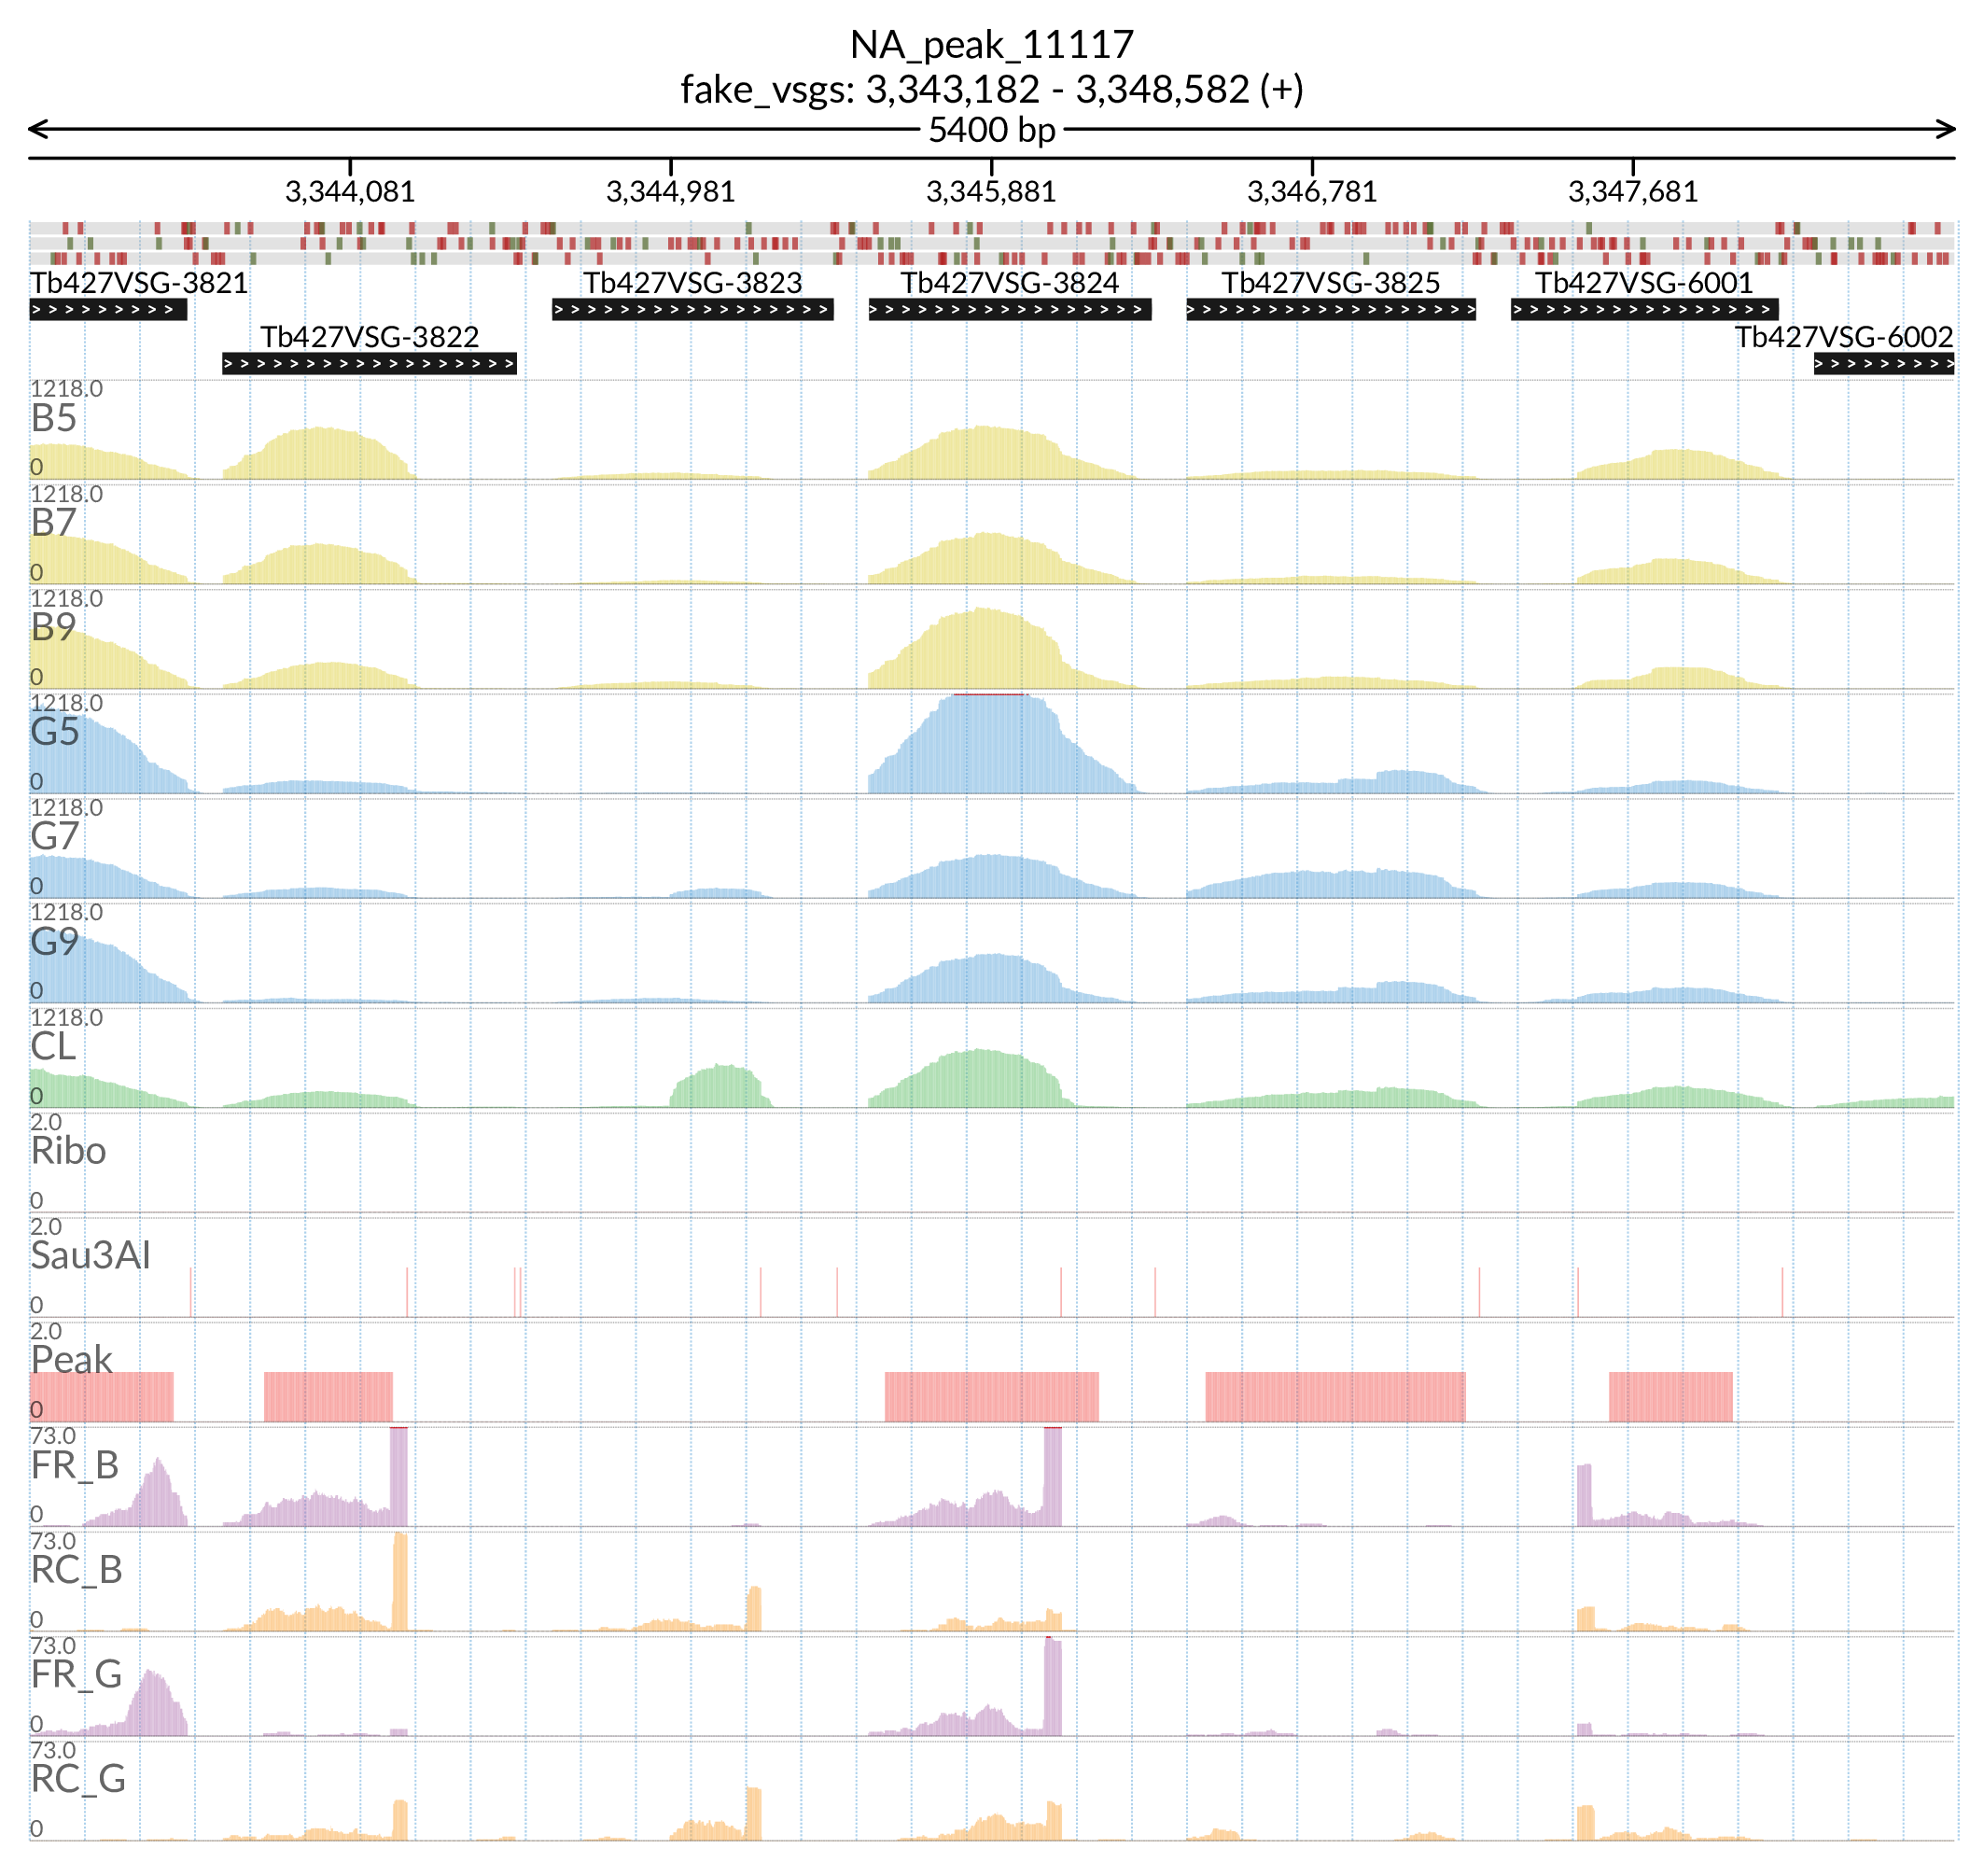 NA_peak_11117
fake_vsgs: 3,343,182 - 3,348,582 (+)
5400 bp
3,344,081 3,344,981 3,345,881 3,346,781 3,347,681
Tb427VSG-3821 Tb427VSG-3823 Tb427VSG-3824 Tb427VSG-3825 Tb427VSG-6001
Tb427VSG-3822 Tb427VSG-6002
1218.0
B5
0
1218.0
B7
0
1218.0
B9
0
1218.0
G5
0
1218.0
G7
0
1218.0
G9
0
1218.0
CL
0
2.0
Ribo
0
2.0
Sau3AI
0
2.0
Peak
0
73.0
FR_B
0
73.0
RC_B
0
73.0
FR_G
0
73.0
RC_G
0